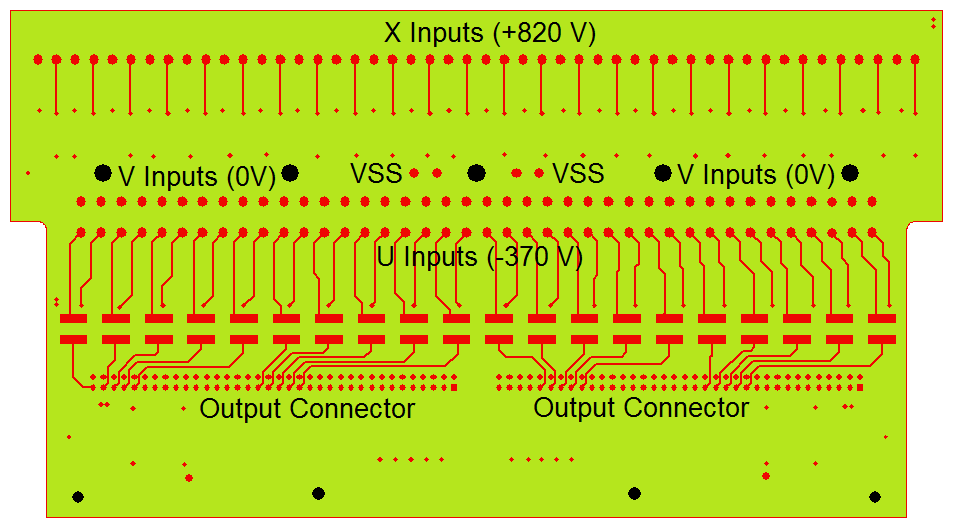 X Inputs (+820 V)
V Inputs (0V)
VSS
VSS
V Inputs (0V)
U Inputs (-370 V)
Output Connector
Output Connector